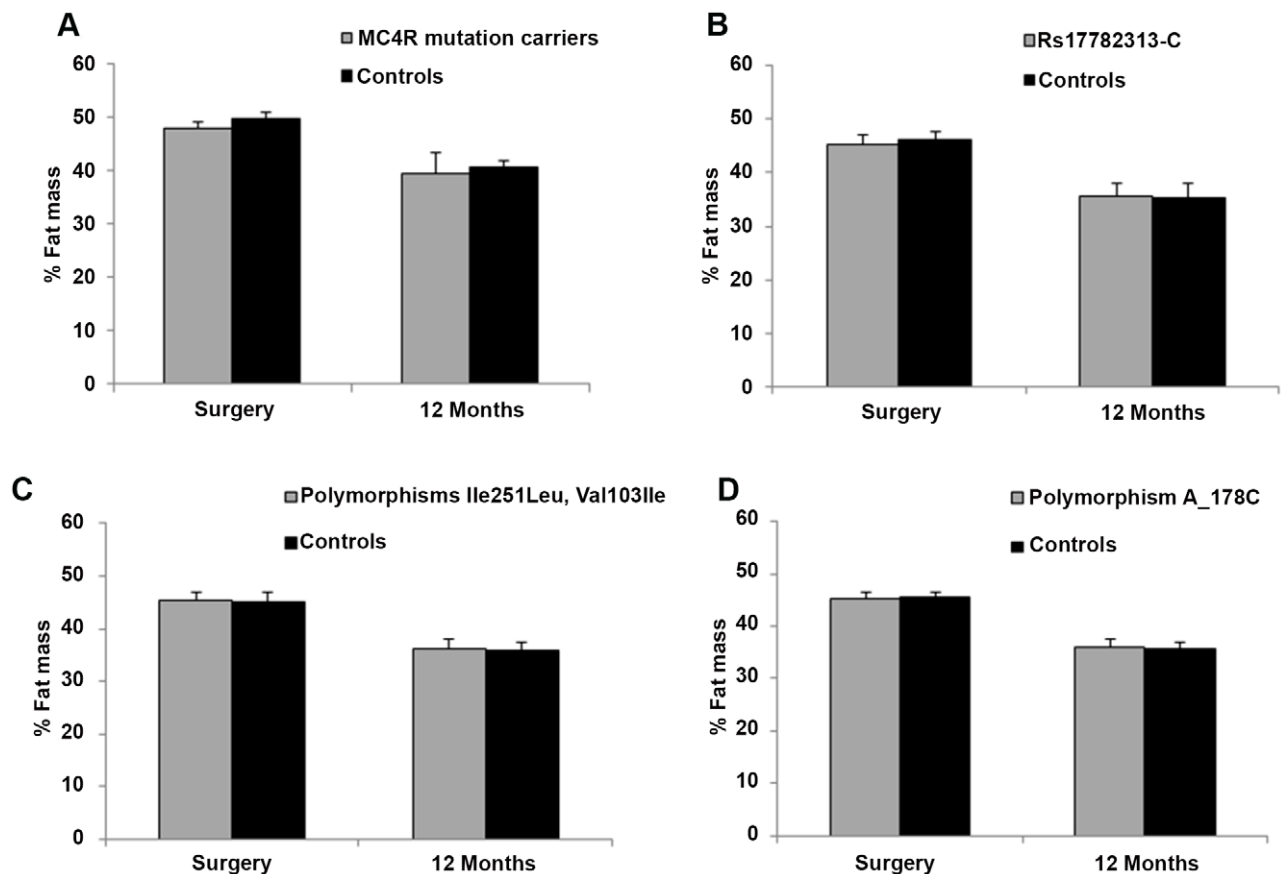 A
MC4R mutation carriers
Controls
% Fat mass
60
50
40
30
20
10
0
Surgery
12 Months
B
Rs17782313-C
Controls
% Fat mass
60
50
40
30
20
10
0
Surgery
12 Months
C
Polymorphisms Ile251Leu, Val103Ile
Controls
% Fat mass
60
50
40
30
20
10
0
Surgery
12 Months
D
Polymorphism A_178C
Controls
% Fat mass
60
50
40
30
20
10
0
Surgery
12 Months